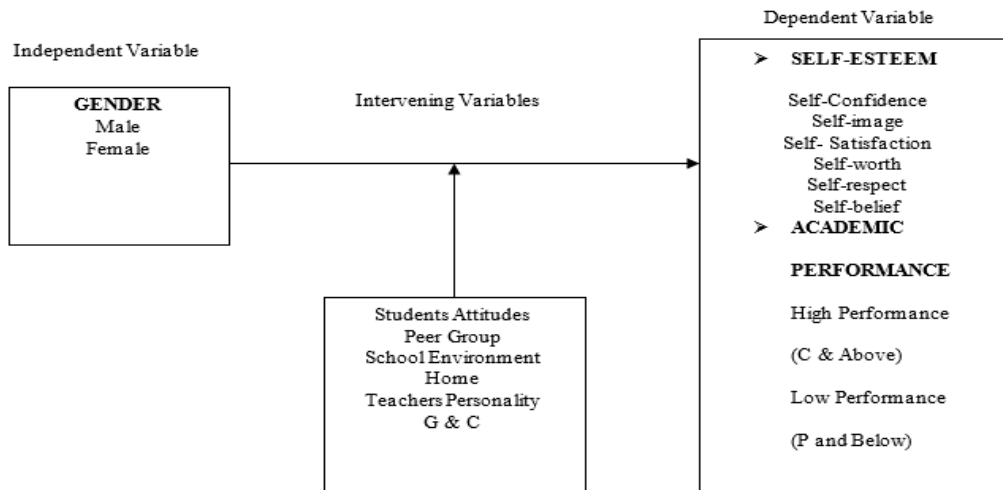 Dependent Variable
Independent Variable
GENDER
Male
Female
Intervening Variables
➤ SELF-ESTEEM
Self-Confidence
Self-image
Self- Satisfaction
Self-worth
Self-respect
Self-belief
➤ ACADEMIC
PERFORMANCE
High Performance
(C & Above)
Low Performance
(P and Below)
Students Attitudes
Peer Group
School Environment
Home
Teachers Personality
G & C